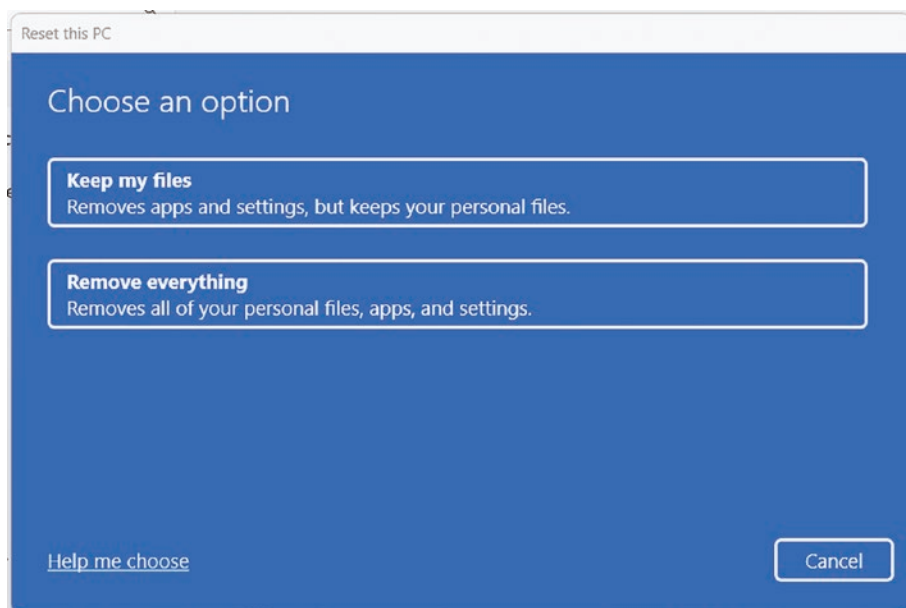 Reset this PC
Choose an option
Keep my files
Removes apps and settings, but keeps your personal files.
Remove everything
Removes all of your personal files, apps, and settings.
Help me choose
Cancel